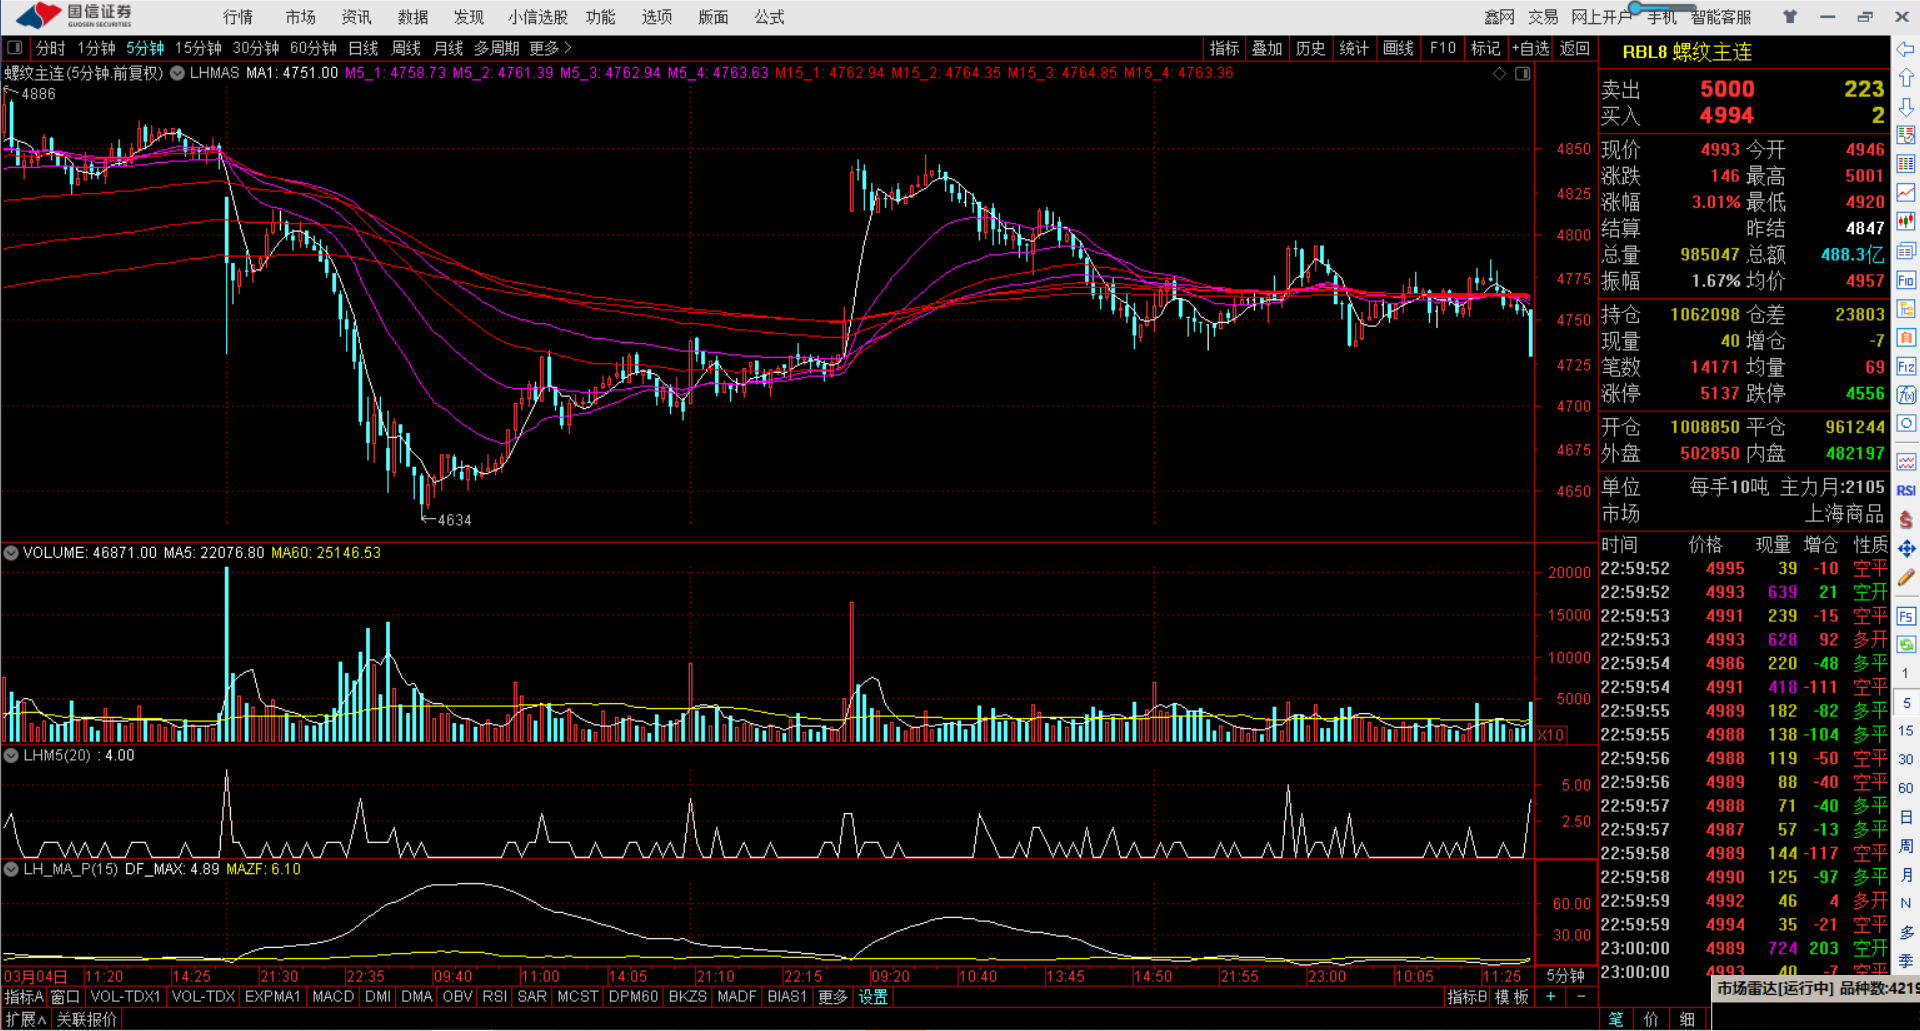 国信证券 行情 市场 资讯 数据 发现 小信选股 功能 选项 版面 公式 鑫网 交易 网上开户 手机 智能客服
GUOSEN SECURITIES
分时 1分钟 5分钟 15分钟 30分钟 60分钟 日线 周线 月线 多周期 更多 指标 叠加 历史 统计 画线 F10 标记 +自选 返回
RBL8 螺纹主连
螺纹主连(5分钟.前复权) LHMAS MA1: 4751.00 M5_1: 4758.73 M5_2: 4761.39 M5_3: 4762.94 M5_4: 4763.63 M15_1: 4762.94 M15_2: 4764.35 M15_3: 4764.85 M15_4: 4763.36
4886
4850
4825
4800
4775
4750
4725
4700
4675
4650
4634
VOLUME: 46871.00 MA5: 22076.80 MA60: 25146.53
20000
15000
10000
5000
X10
LHM5(20) : 4.00
5.00
2.50
LH_MA_P(15) DF_MAX: 4.89 MAZF: 6.10
60.00
30.00
03月04日 11:20 14:25 21:30 22:35 09:40 11:00 14:05 21:10 22:15 09:20 10:40 13:45 14:50 21:55 23:00 10:05 11:25 5分钟
指标A 窗口 VOL-TDX1 VOL-TDX EXPMA1 MACD DMI DMA OBV RSI SAR MCST DPM60 BKZS MADF BIAS1 更多 设置 指标B 模板 + −
扩展∧ 关联报价
卖出 5000 223
买入 4994 2
现价 4993 今开 4946
涨跌 146 最高 5001
涨幅 3.01% 最低 4920
结算 昨结 4847
总量 985047 总额 488.3亿
振幅 1.67% 均价 4957
持仓 1062098 仓差 23803
现量 40 增仓 -7
笔数 14171 均量 69
涨停 5137 跌停 4556
开仓 1008850 平仓 961244
外盘 502850 内盘 482197
单位 每手10吨 主力月:2105
市场 上海商品
时间 价格 现量 增仓 性质
22:59:52 4995 39 -10 空平
22:59:52 4993 639 21 空开
22:59:53 4991 239 -15 空平
22:59:53 4993 628 92 多开
22:59:54 4986 220 -48 多平
22:59:54 4991 418 -111 空平
22:59:55 4989 182 -82 多平
22:59:55 4988 138 -104 多平
22:59:56 4988 119 -50 空平
22:59:56 4989 88 -40 空平
22:59:57 4988 71 -40 多平
22:59:57 4987 57 -13 多平
22:59:58 4989 144 -117 空平
22:59:58 4990 125 -97 多平
22:59:59 4992 46 4 多开
22:59:59 4994 35 -21 空平
23:00:00 4989 724 203 空开
23:00:00 4993 40 -7 空平
市场雷达[运行中] 品种数:4219
笔 价 细
F10
自
F12
f(x)
RSI
$
F5
1
5
15
30
60
日
周
月
N
多
季